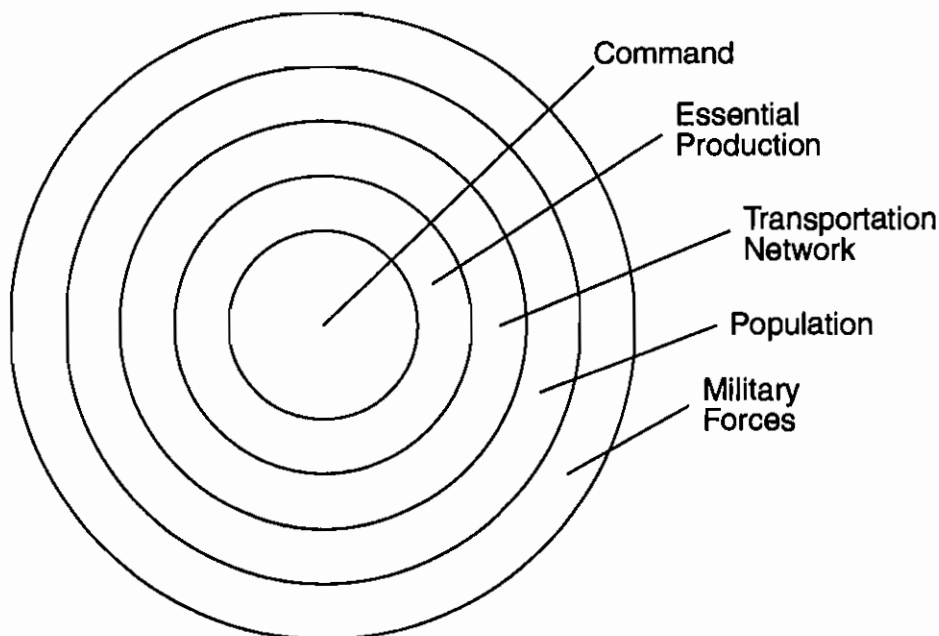 Command
Essential
Production
Transportation
Network
Population
Military
Forces